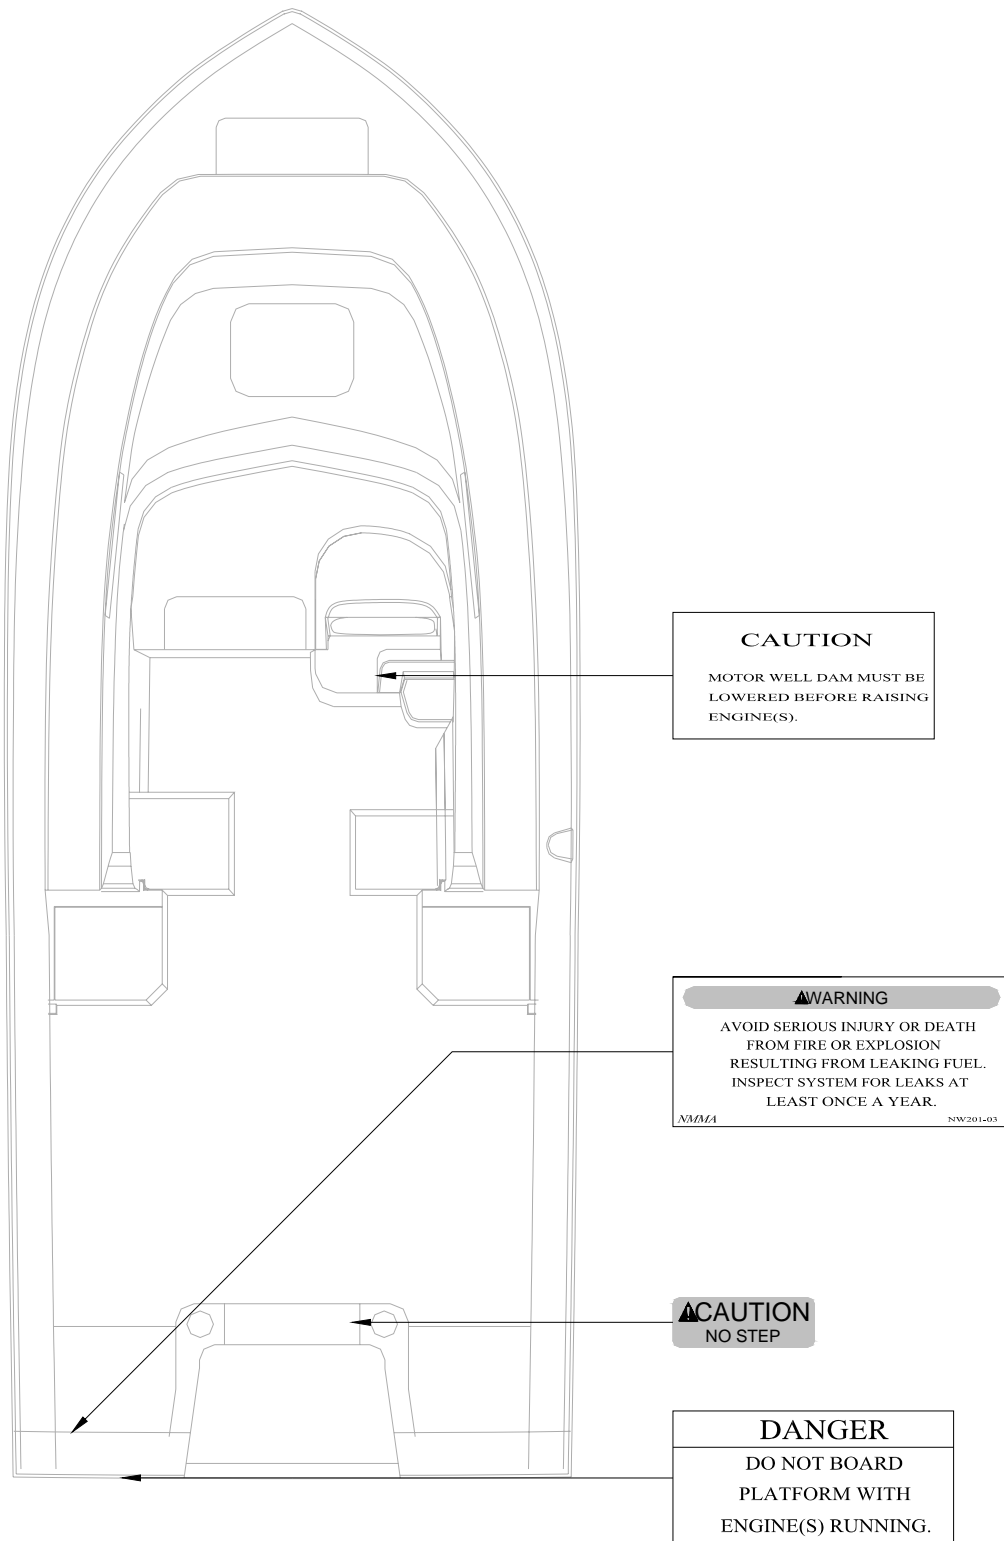 CAUTION
MOTOR WELL DAM MUST BE
LOWERED BEFORE RAISING
ENGINE(S).
WARNING
AVOID SERIOUS INJURY OR DEATH
FROM FIRE OR EXPLOSION
RESULTING FROM LEAKING FUEL.
INSPECT SYSTEM FOR LEAKS AT
LEAST ONCE A YEAR.
NMMA NW201-03
CAUTION
NO STEP
DANGER
DO NOT BOARD
PLATFORM WITH
ENGINE(S) RUNNING.